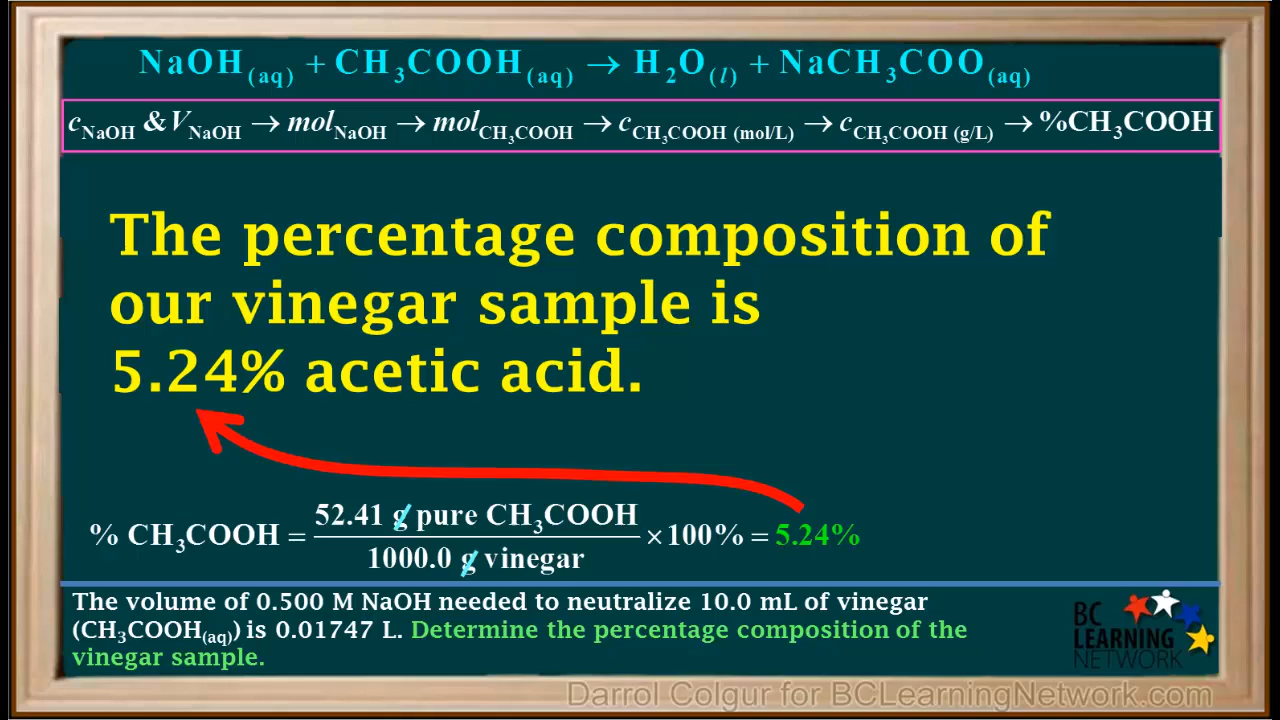 NaOH(aq) + CH₃COOH(aq) → H₂O(l) + NaCH₃COO(aq)
cNaOH & VNaOH → molNaOH → molCH₃COOH → cCH₃COOH (mol/L) → cCH₃COOH (g/L) → %CH₃COOH
The percentage composition of
our vinegar sample is
5.24% acetic acid.
% CH₃COOH = 52.41 g pure CH₃COOH / 1000.0 g vinegar × 100% = 5.24%
The volume of 0.500 M NaOH needed to neutralize 10.0 mL of vinegar
(CH₃COOH(aq)) is 0.01747 L. Determine the percentage composition of the
vinegar sample.
BC
LEARNING
NETWORK
Darrol Colgur for BCLearningNetwork.com